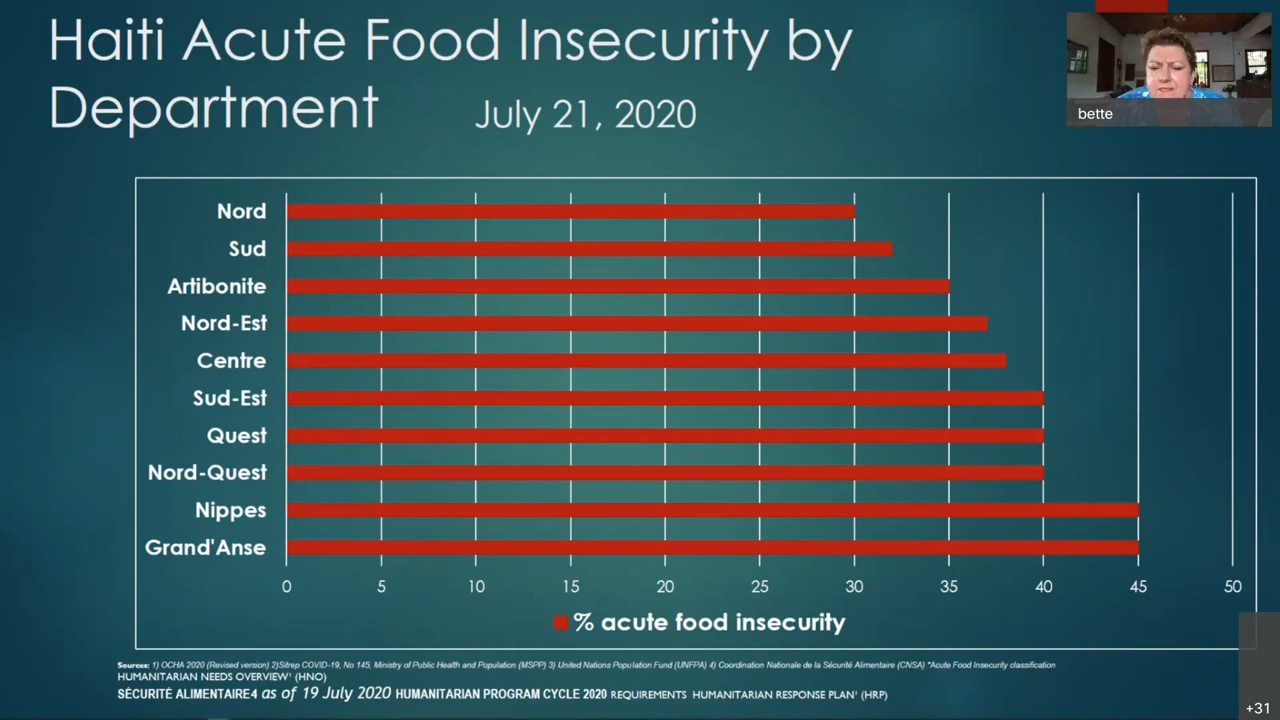 Haiti Acute Food Insecurity by
Department July 21, 2020
bette
Nord
Sud
Artibonite
Nord-Est
Centre
Sud-Est
Quest
Nord-Quest
Nippes
Grand'Anse
0 5 10 15 20 25 30 35 40 45 50
% acute food insecurity
Sources: 1) OCHA 2020 (Revised version) 2)Sitrep COVID-19, No 145, Ministry of Public Health and Population (MSPP) 3) United Nations Population Fund (UNFPA) 4) Coordination Nationale de la Sécurité Alimentaire (CNSA) *Acute Food Insecurity classification
HUMANITARIAN NEEDS OVERVIEW¹ (HNO)
SÉCURITÉ ALIMENTAIRE4 as of 19 July 2020 HUMANITARIAN PROGRAM CYCLE 2020 REQUIREMENTS HUMANITARIAN RESPONSE PLAN¹ (HRP)
+31